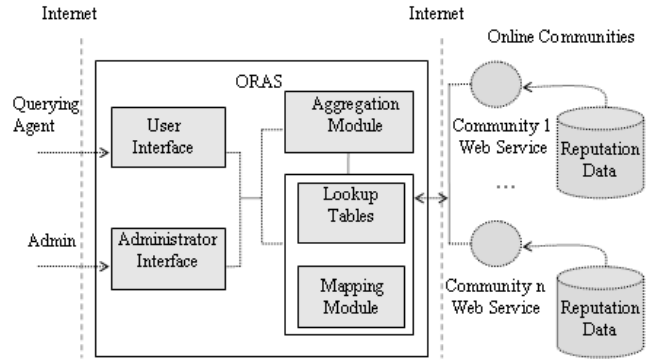 Internet
Internet
Online Communities
ORAS
Querying
Agent
User
Interface
Aggregation
Module
Community 1
Web Service
Reputation
Data
...
Lookup
Tables
Admin
Administrator
Interface
Mapping
Module
Community n
Web Service
Reputation
Data